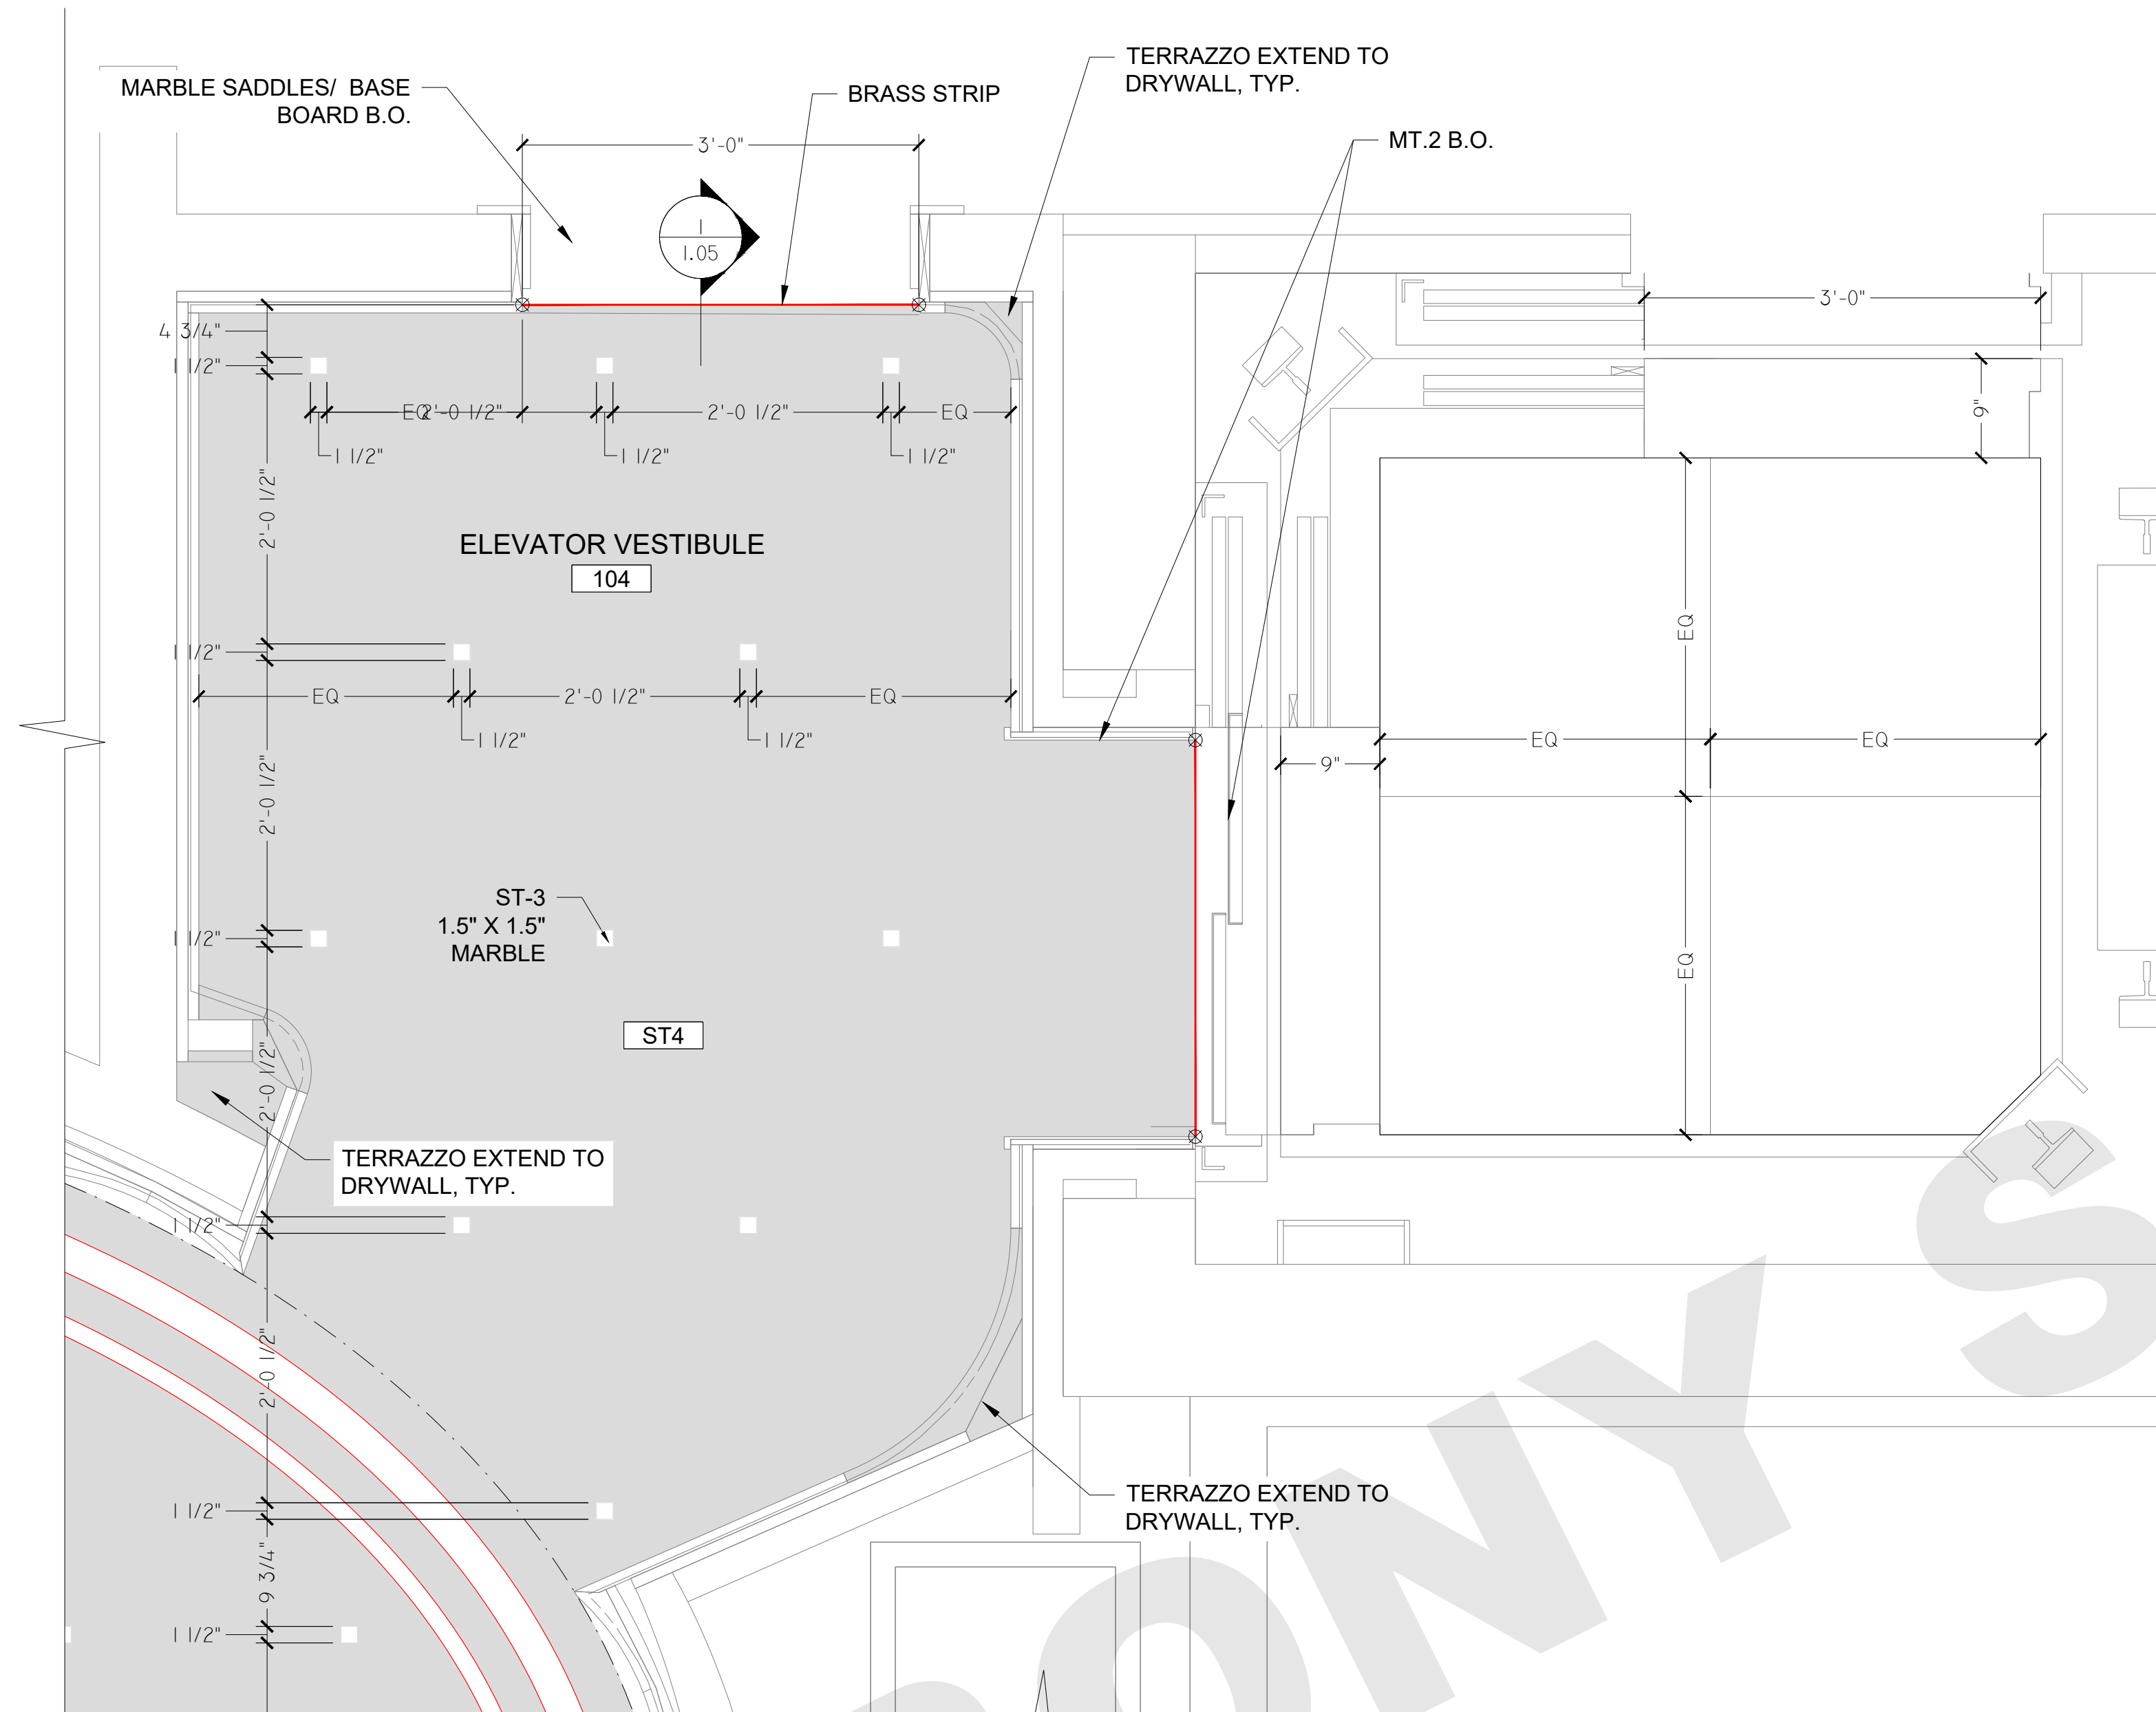 TERRAZZO EXTEND TO
DRYWALL, TYP.
MARBLE SADDLES/ BASE
BOARD B.O.
BRASS STRIP
MT.2 B.O.
3'-0"
1
1.05
3'-0"
4 3/4"
1 1/2"
EQ
2'-0 1/2"
2'-0 1/2"
EQ
9"
1 1/2"
1 1/2"
1 1/2"
2'-0 1/2"
ELEVATOR VESTIBULE
104
EQ
1 1/2"
EQ
2'-0 1/2"
EQ
1 1/2"
1 1/2"
EQ
EQ
9"
2'-0 1/2"
ST-3
1.5" X 1.5"
MARBLE
1 1/2"
EQ
ST4
2'-0 1/2"
TERRAZZO EXTEND TO
DRYWALL, TYP.
1 1/2"
2'-0 1/2"
TERRAZZO EXTEND TO
DRYWALL, TYP.
1 1/2"
9 3/4"
1 1/2"
ONY S